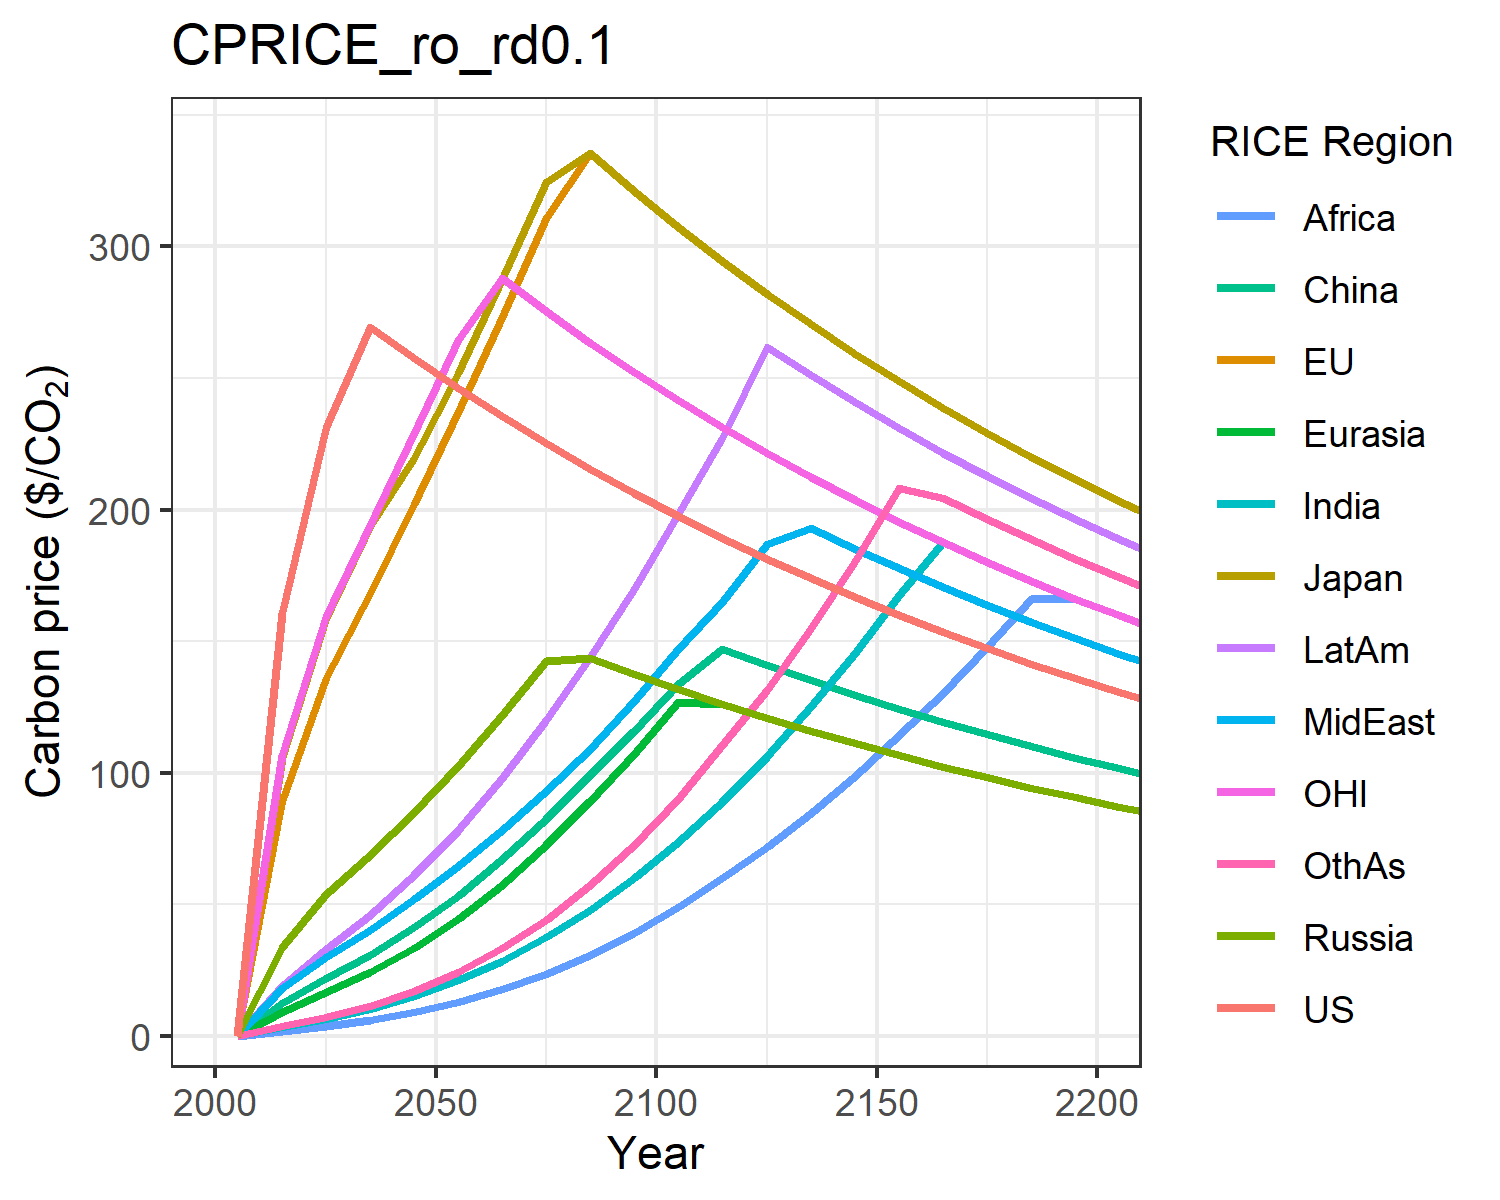 CPRICE_ro_rd0.1
Carbon price ($/CO₂)
300
200
100
0
2000 2050 2100 2150 2200
Year
RICE Region
Africa
China
EU
Eurasia
India
Japan
LatAm
MidEast
OHI
OthAs
Russia
US